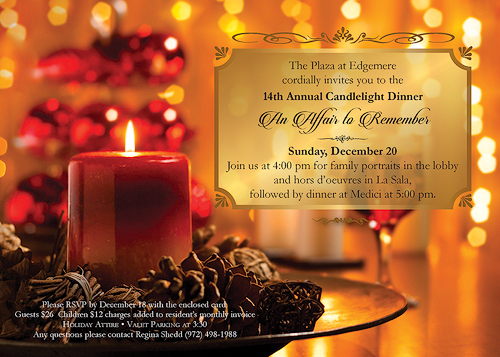 The Plaza at Edgemere
cordially invites you to the
14th Annual Candlelight Dinner
An Affair to Remember
Sunday, December 20
Join us at 4:00 pm for family portraits in the lobby
and hors d'oeuvres in La Sala,
followed by dinner at Medici at 5:00 pm.
Please RSVP by December 18 with the enclosed card
Guests $26 Children $12 charges added to resident's monthly invoice
Holiday Attire • Valet Parking at 3:30
Any questions please contact Regina Shedd (972) 498-1988